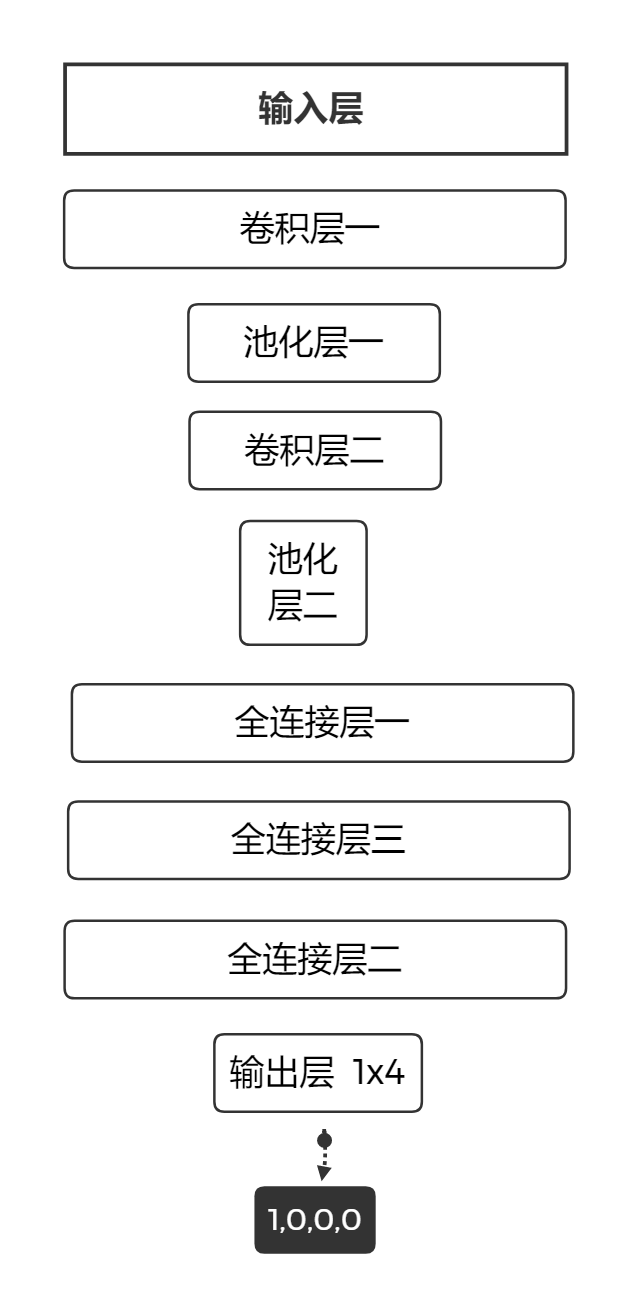 输入层
卷积层一
池化层一
卷积层二
池化
层二
全连接层一
全连接层三
全连接层二
输出层 1x4
1,0,0,0